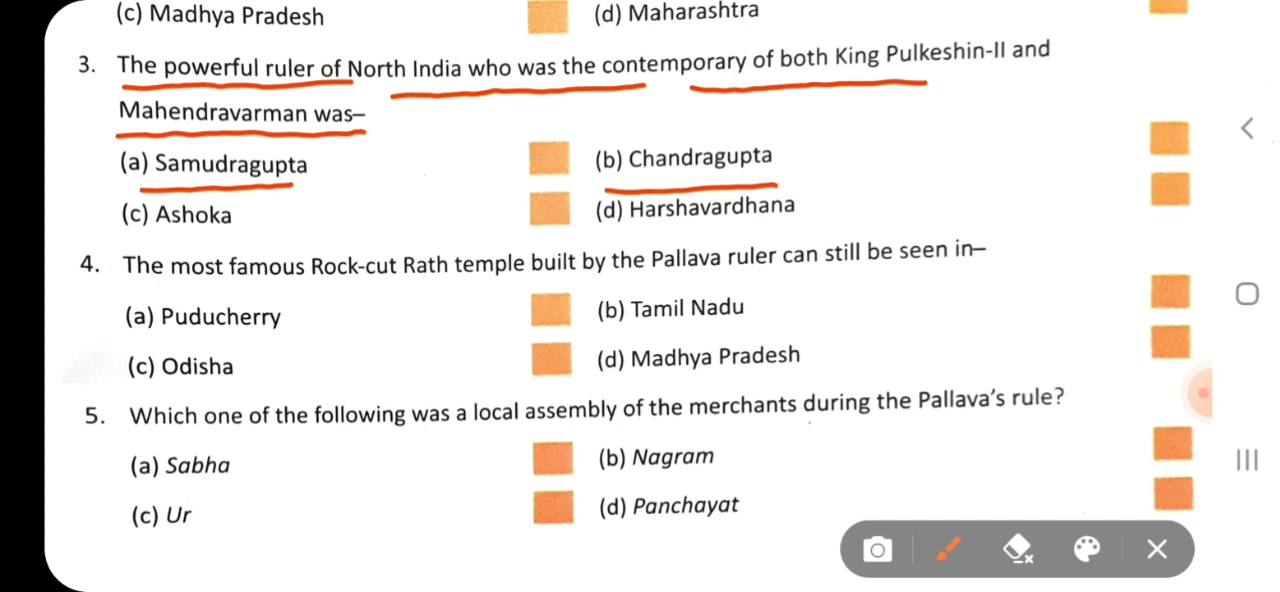 (c) Madhya Pradesh (d) Maharashtra
3. The powerful ruler of North India who was the contemporary of both King Pulkeshin-II and
Mahendravarman was–
(a) Samudragupta (b) Chandragupta
(c) Ashoka (d) Harshavardhana
4. The most famous Rock-cut Rath temple built by the Pallava ruler can still be seen in–
(a) Puducherry (b) Tamil Nadu
(c) Odisha (d) Madhya Pradesh
5. Which one of the following was a local assembly of the merchants during the Pallava's rule?
(a) Sabha (b) Nagram
(c) Ur (d) Panchayat